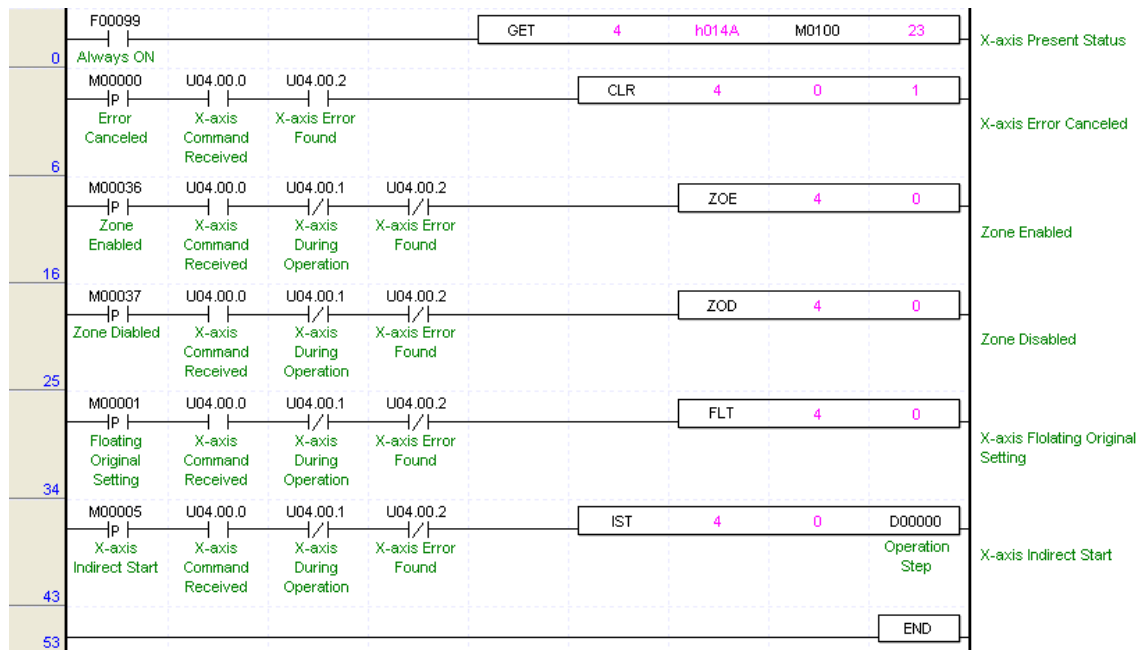 F00099 GET 4 h014A M0100 23 X-axis Present Status
0 Always ON
M00000 U04.00.0 U04.00.2 CLR 4 0 1
P
Error X-axis X-axis Error X-axis Error Canceled
Canceled Command Found
Received
6
M00036 U04.00.0 U04.00.1 U04.00.2 ZOE 4 0
P
Zone X-axis X-axis X-axis Error Zone Enabled
Enabled Command During Found
Received Operation
16
M00037 U04.00.0 U04.00.1 U04.00.2 ZOD 4 0
P
Zone Diabled X-axis X-axis X-axis Error Zone Disabled
Command During Found
Received Operation
25
M00001 U04.00.0 U04.00.1 U04.00.2 FLT 4 0
P
Floating X-axis X-axis X-axis Error X-axis Flolating Original
Original Command During Found Setting
Setting Received Operation
34
M00005 U04.00.0 U04.00.1 U04.00.2 IST 4 0 D00000
P
X-axis X-axis X-axis X-axis Error Operation X-axis Indirect Start
Indirect Start Command During Found Step
Received Operation
43
END
53